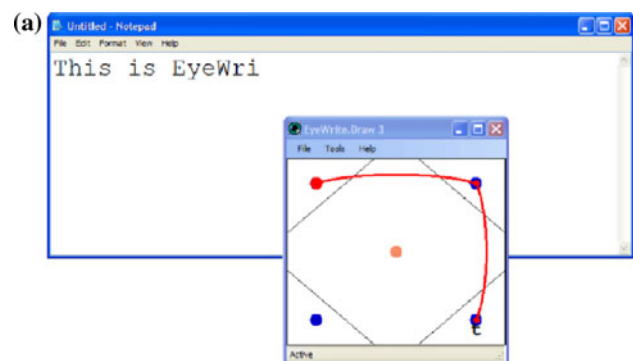 (a)
Untitled - Notepad
File Edit Format View Help
This is EyeWri
EyeWrite.Draw 3
File Tools Help
t
Active